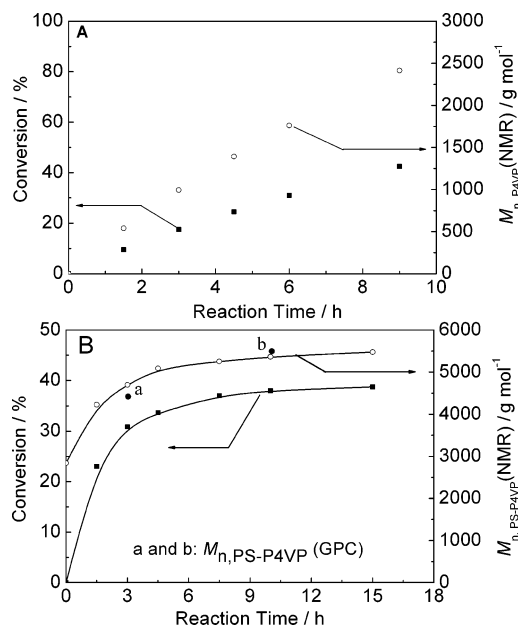 A
100
80
60
40
20
0
Conversion / %
3000
2500
2000
1500
1000
500
0
Mn,P4VP(NMR) / g mol-1
0 2 4 6 8 10
Reaction Time / h
B
50
40
30
20
10
0
Conversion / %
6000
5000
4000
3000
2000
1000
0
Mn, PS-P4VP(NMR) / g mol-1
a
b
a and b: Mn,PS-P4VP (GPC)
0 3 6 9 12 15 18
Reaction Time / h